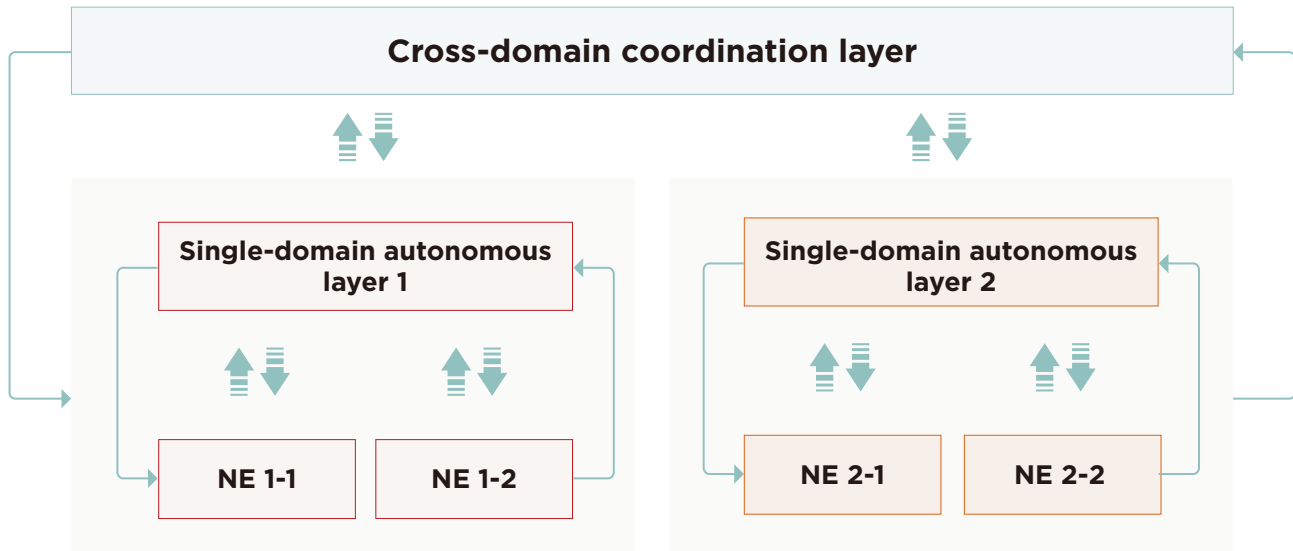 Cross-domain coordination layer
Single-domain autonomous
layer 1
NE 1-1
NE 1-2
Single-domain autonomous
layer 2
NE 2-1
NE 2-2